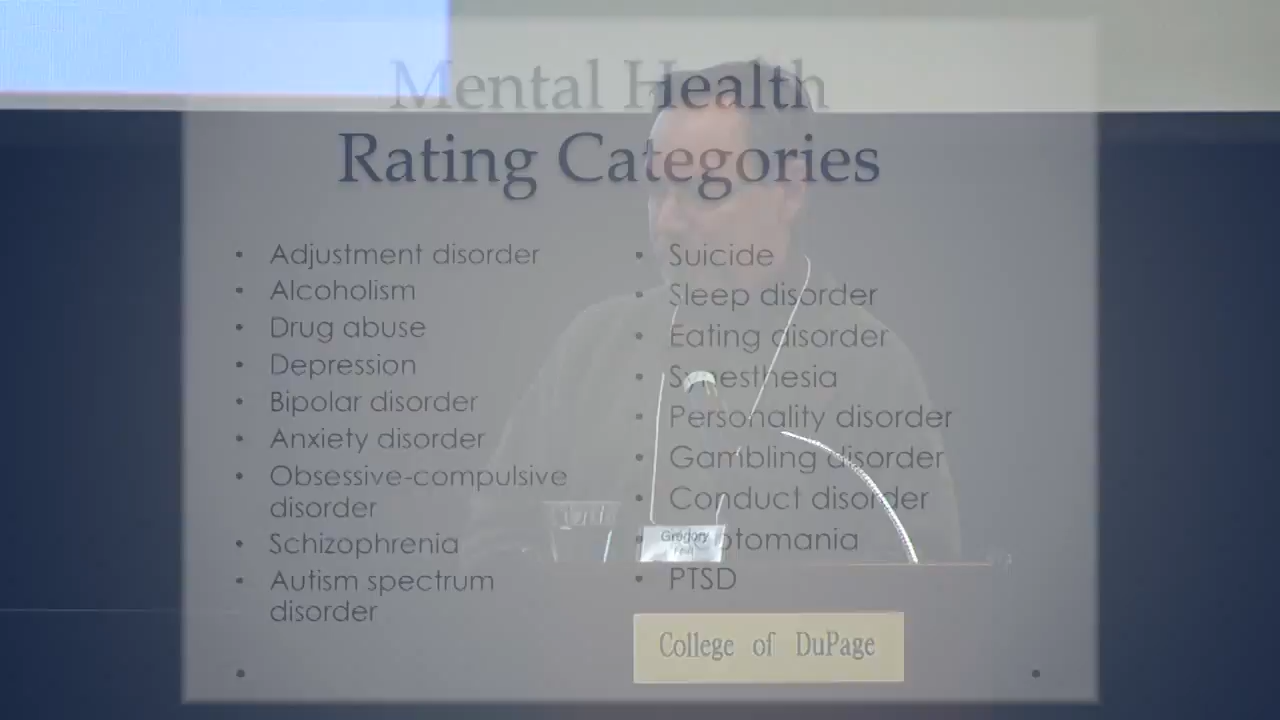 Mental Health
Rating Categories
• Adjustment disorder
• Alcoholism
• Drug abuse
• Depression
• Bipolar disorder
• Anxiety disorder
• Obsessive-compulsive
disorder
• Schizophrenia
• Autism spectrum
disorder
•
• Suicide
• Sleep disorder
• Eating disorder
• Synesthesia
• Personality disorder
• Gambling disorder
• Conduct disorder
• PTSD
•
Gregory
College of DuPage